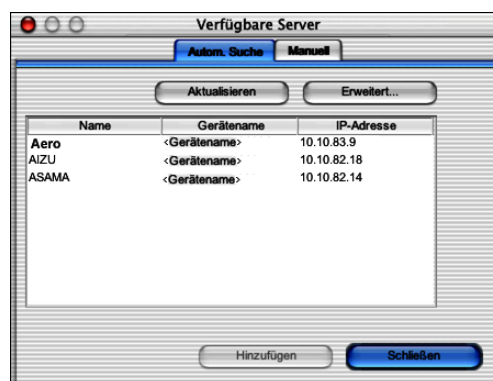 Verfügbare Server
Autom. Suche Manuell
Aktualisieren Erweitert...
Name Gerätename IP-Adresse
Aero <Gerätename> 10.10.83.9
AIZU <Gerätename> 10.10.82.18
ASAMA <Gerätename> 10.10.82.14
Hinzufügen Schließen